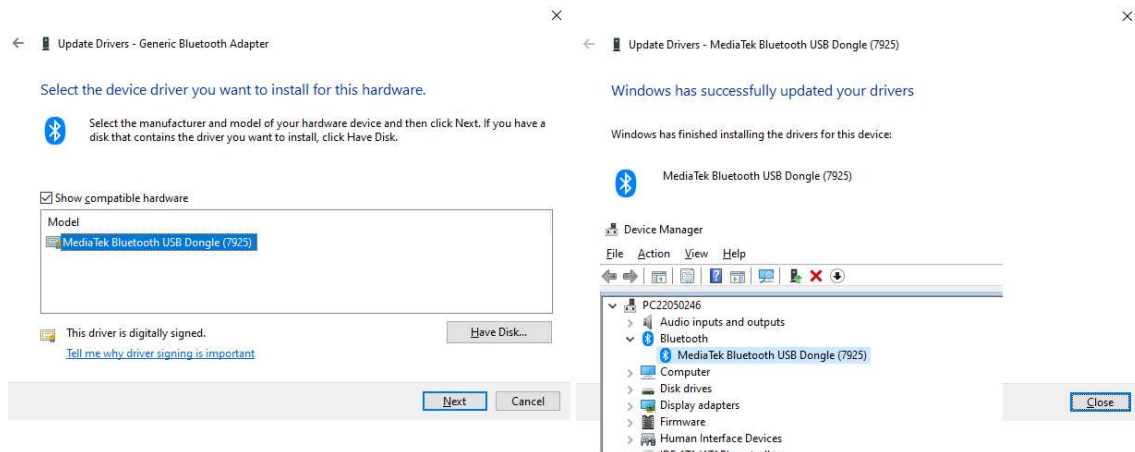 Update Drivers - Generic Bluetooth Adapter
Select the device driver you want to install for this hardware.
Select the manufacturer and model of your hardware device and then click Next. If you have a
disk that contains the driver you want to install, click Have Disk.
Show compatible hardware
Model
MediaTek Bluetooth USB Dongle (7925)
This driver is digitally signed.
Have Disk...
Tell me why driver signing is important
Next
Cancel
Update Drivers - MediaTek Bluetooth USB Dongle (7925)
Windows has successfully updated your drivers
Windows has finished installing the drivers for this device:
MediaTek Bluetooth USB Dongle (7925)
Device Manager
File Action View Help
PC22050246
Audio inputs and outputs
Bluetooth
MediaTek Bluetooth USB Dongle (7925)
Computer
Disk drives
Display adapters
Firmware
Human Interface Devices
Close